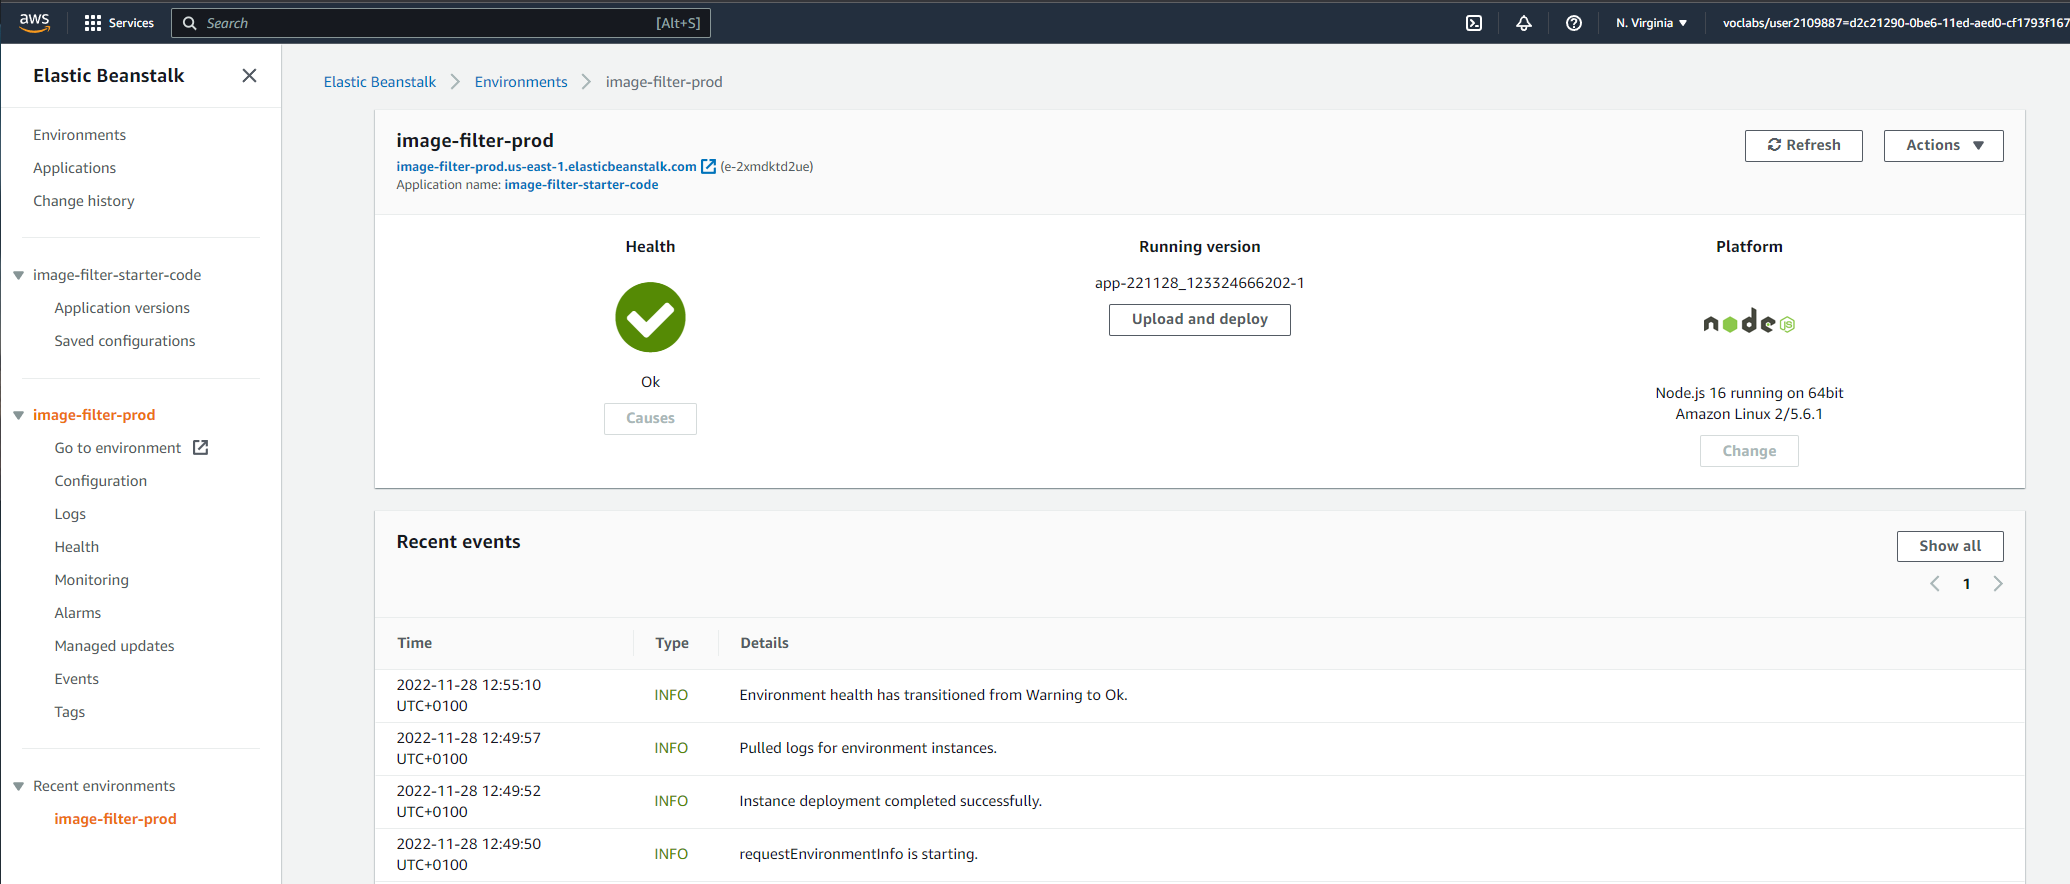 aws
Services
Search
[Alt+S]
N. Virginia
voclabs/user2109887=d2c21290-0be6-11ed-aed0-cf1793f167
Elastic Beanstalk
Environments
Applications
Change history
image-filter-starter-code
Application versions
Saved configurations
image-filter-prod
Go to environment
Configuration
Logs
Health
Monitoring
Alarms
Managed updates
Events
Tags
Recent environments
image-filter-prod
Elastic Beanstalk > Environments > image-filter-prod
image-filter-prod
image-filter-prod.us-east-1.elasticbeanstalk.com (e-2xmdktd2ue)
Application name: image-filter-starter-code
Refresh
Actions
Health
Ok
Causes
Running version
app-221128_123324666202-1
Upload and deploy
Platform
node JS
Node.js 16 running on 64bit
Amazon Linux 2/5.6.1
Change
Recent events
Show all
1
Time Type Details
2022-11-28 12:55:10
UTC+0100
INFO
Environment health has transitioned from Warning to Ok.
2022-11-28 12:49:57
UTC+0100
INFO
Pulled logs for environment instances.
2022-11-28 12:49:52
UTC+0100
INFO
Instance deployment completed successfully.
2022-11-28 12:49:50
UTC+0100
INFO
requestEnvironmentInfo is starting.